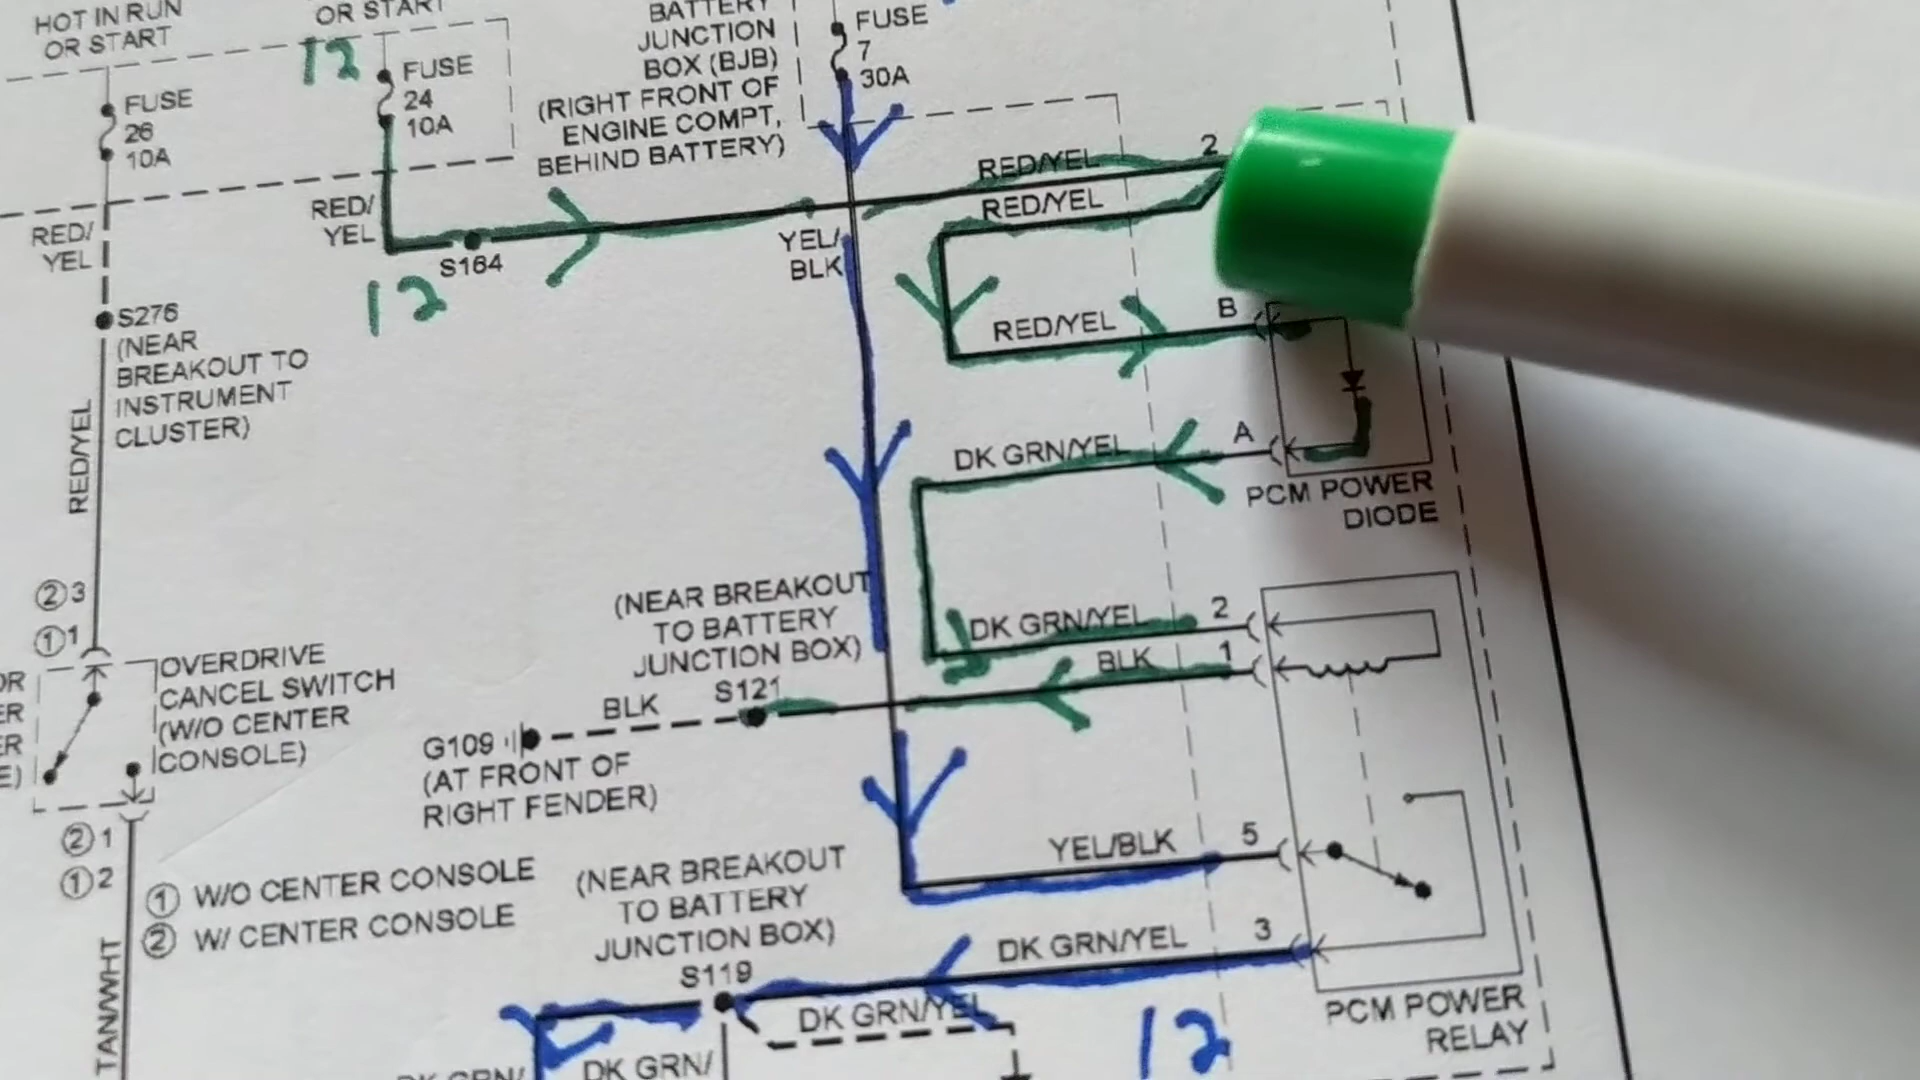 HOT IN RUN
OR START
FUSE
26
10A
RED/
YEL
S276
(NEAR
BREAKOUT TO
INSTRUMENT
CLUSTER)
RED/YEL
②3
①1
OVERDRIVE
CANCEL SWITCH
(W/O CENTER
CONSOLE)
②1
①2
TAN/WHT
① W/O CENTER CONSOLE
② W/ CENTER CONSOLE
OR START
12
FUSE
24
10A
RED/
YEL
S164
12
BATTERY
JUNCTION
BOX (BJB)
(RIGHT FRONT OF
ENGINE COMPT,
BEHIND BATTERY)
FUSE
7
30A
YEL/
BLK
RED/YEL
2
RED/YEL
RED/YEL
B
DK GRN/YEL
A
PCM POWER
DIODE
DK GRN/YEL
2
BLK
1
(NEAR BREAKOUT
TO BATTERY
JUNCTION BOX)
S121
BLK
G109
(AT FRONT OF
RIGHT FENDER)
YEL/BLK
5
(NEAR BREAKOUT
TO BATTERY
JUNCTION BOX)
S119
DK GRN/YEL
3
DK GRN/YEL
12
PCM POWER
RELAY
DK GRN/
DK GRN/